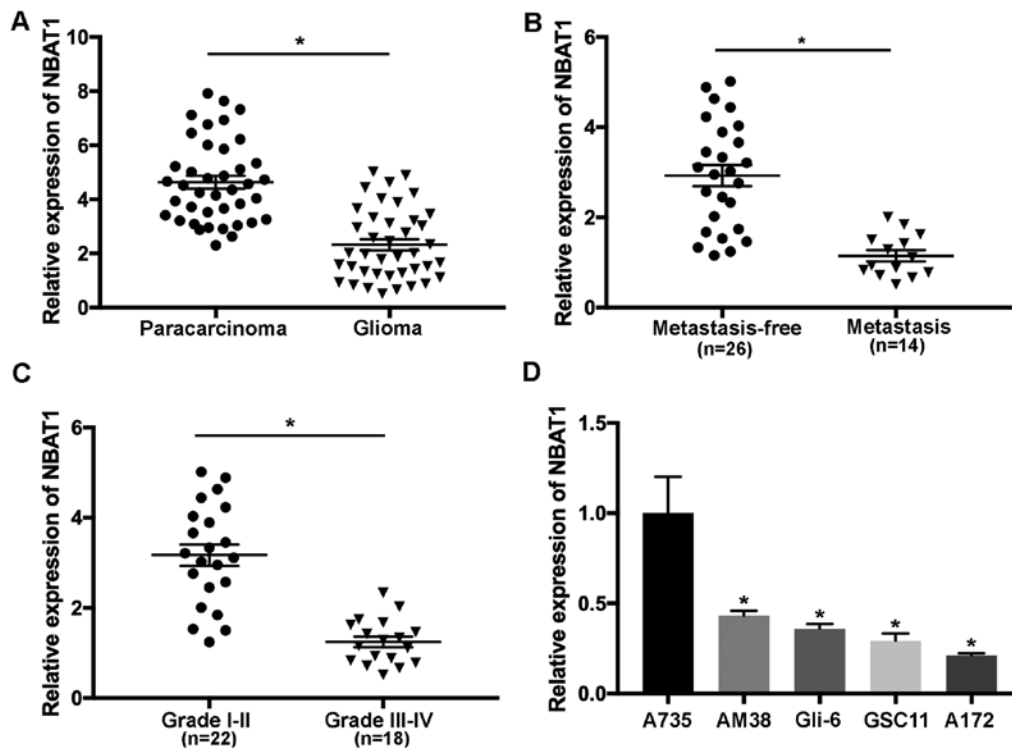 A
Relative expression of NBAT1
10
8
6
4
2
0
*
Paracarcinoma
Glioma
B
Relative expression of NBAT1
6
4
2
0
*
Metastasis-free
(n=26)
Metastasis
(n=14)
C
Relative expression of NBAT1
6
4
2
0
*
Grade I-II
(n=22)
Grade III-IV
(n=18)
D
Relative expression of NBAT1
1.5
1.0
0.5
0.0
*
*
*
*
A735
AM38
Gli-6
GSC11
A172